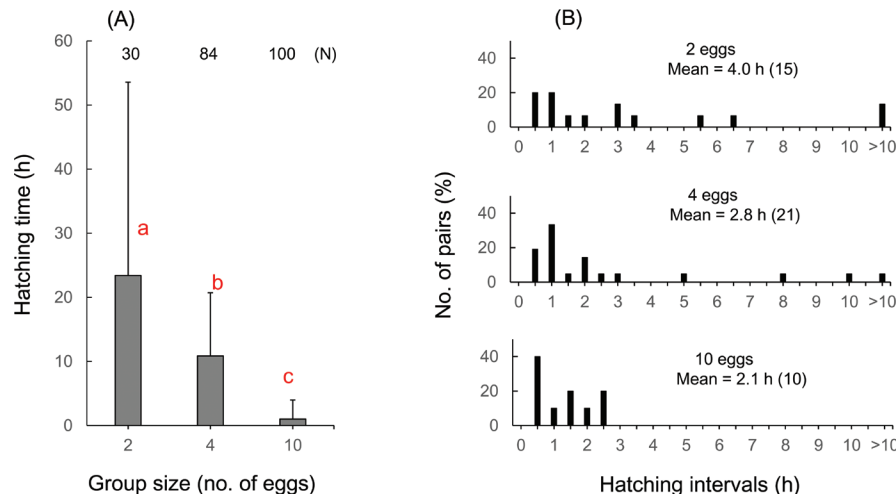 (A)
60
50
40
30
20
10
0
30 84 100 (N)
a
b
c
2 4 10
Hatching time (h)
Group size (no. of eggs)
(B)
2 eggs
Mean = 4.0 h (15)
40
20
0
0 1 2 3 4 5 6 7 8 9 10 >10
4 eggs
Mean = 2.8 h (21)
40
20
0
0 1 2 3 4 5 6 7 8 9 10 >10
10 eggs
Mean = 2.1 h (10)
40
20
0
0 1 2 3 4 5 6 7 8 9 10 >10
No. of pairs (%)
Hatching intervals (h)